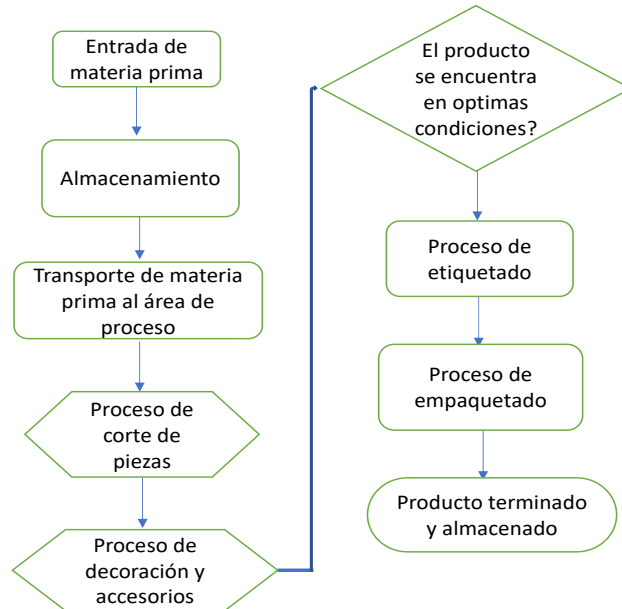 Entrada de
materia prima
Almacenamiento
Transporte de materia
prima al área de
proceso
Proceso de
corte de
piezas
Proceso de
decoración y
accesorios
El producto
se encuentra
en optimas
condiciones?
Proceso de
etiquetado
Proceso de
empaquetado
Producto terminado
y almacenado